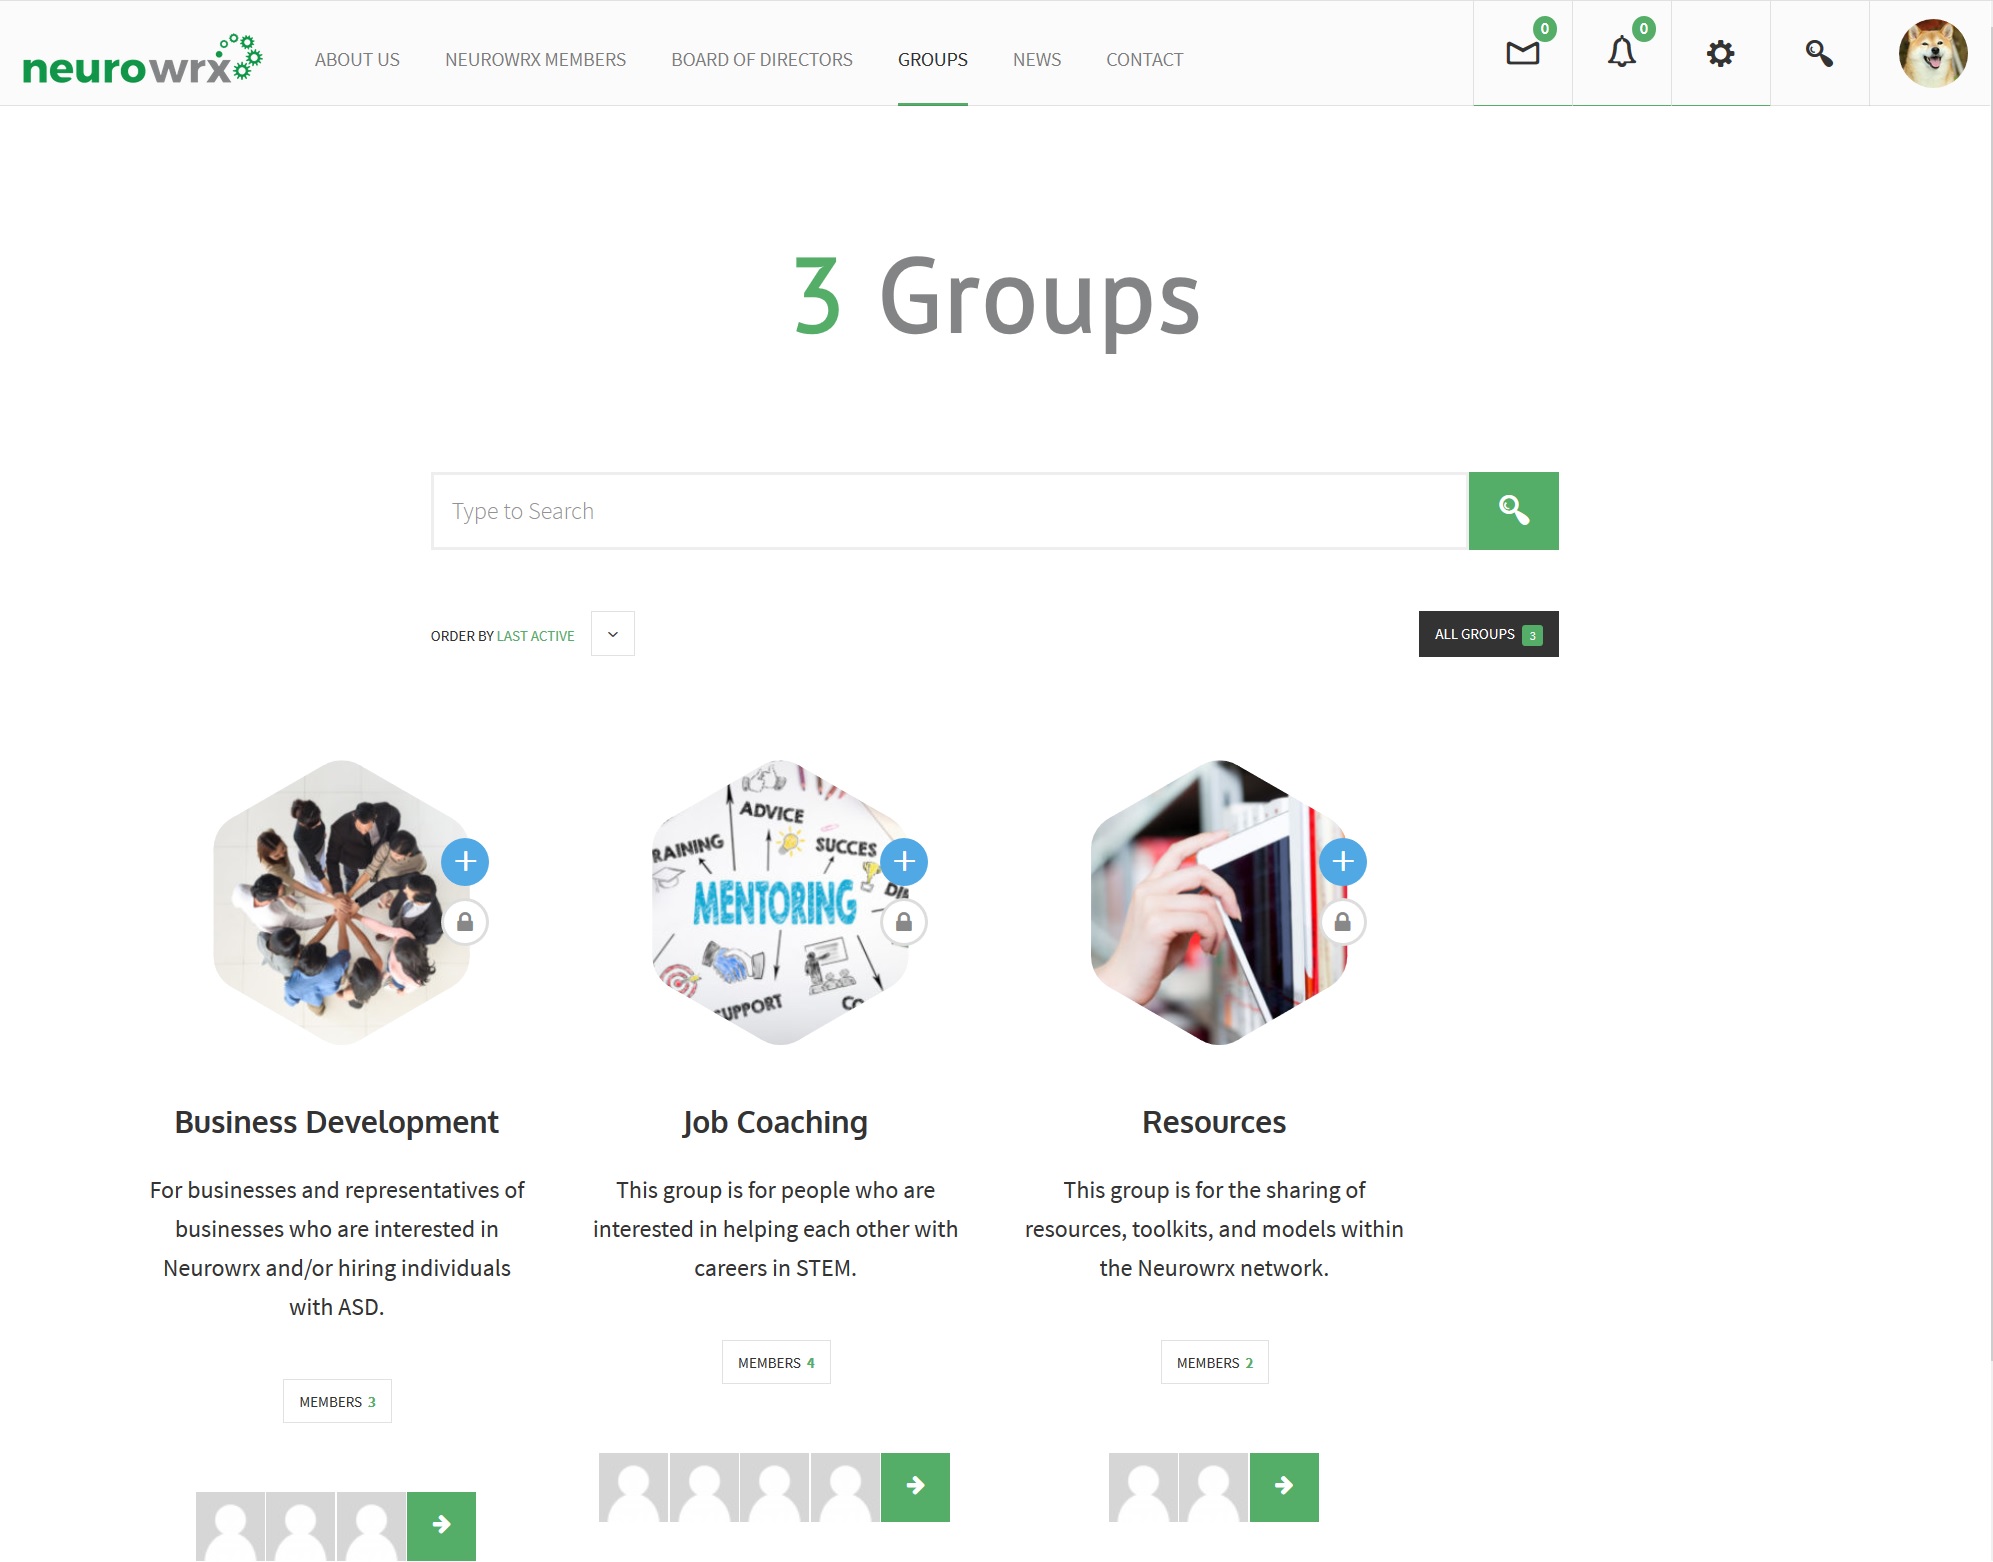 neurowrx
ABOUT US
NEUROWRX MEMBERS
BOARD OF DIRECTORS
GROUPS
NEWS
CONTACT
0
0
3 Groups
Type to Search
ORDER BY LAST ACTIVE
ALL GROUPS 3
ADVICE
RAINING
SUCCES
MENTORING
UPPORT
Co
Business Development
For businesses and representatives of
businesses who are interested in
Neurowrx and/or hiring individuals
with ASD.
MEMBERS 3
Job Coaching
This group is for people who are
interested in helping each other with
careers in STEM.
MEMBERS 4
Resources
This group is for the sharing of
resources, toolkits, and models within
the Neurowrx network.
MEMBERS 2